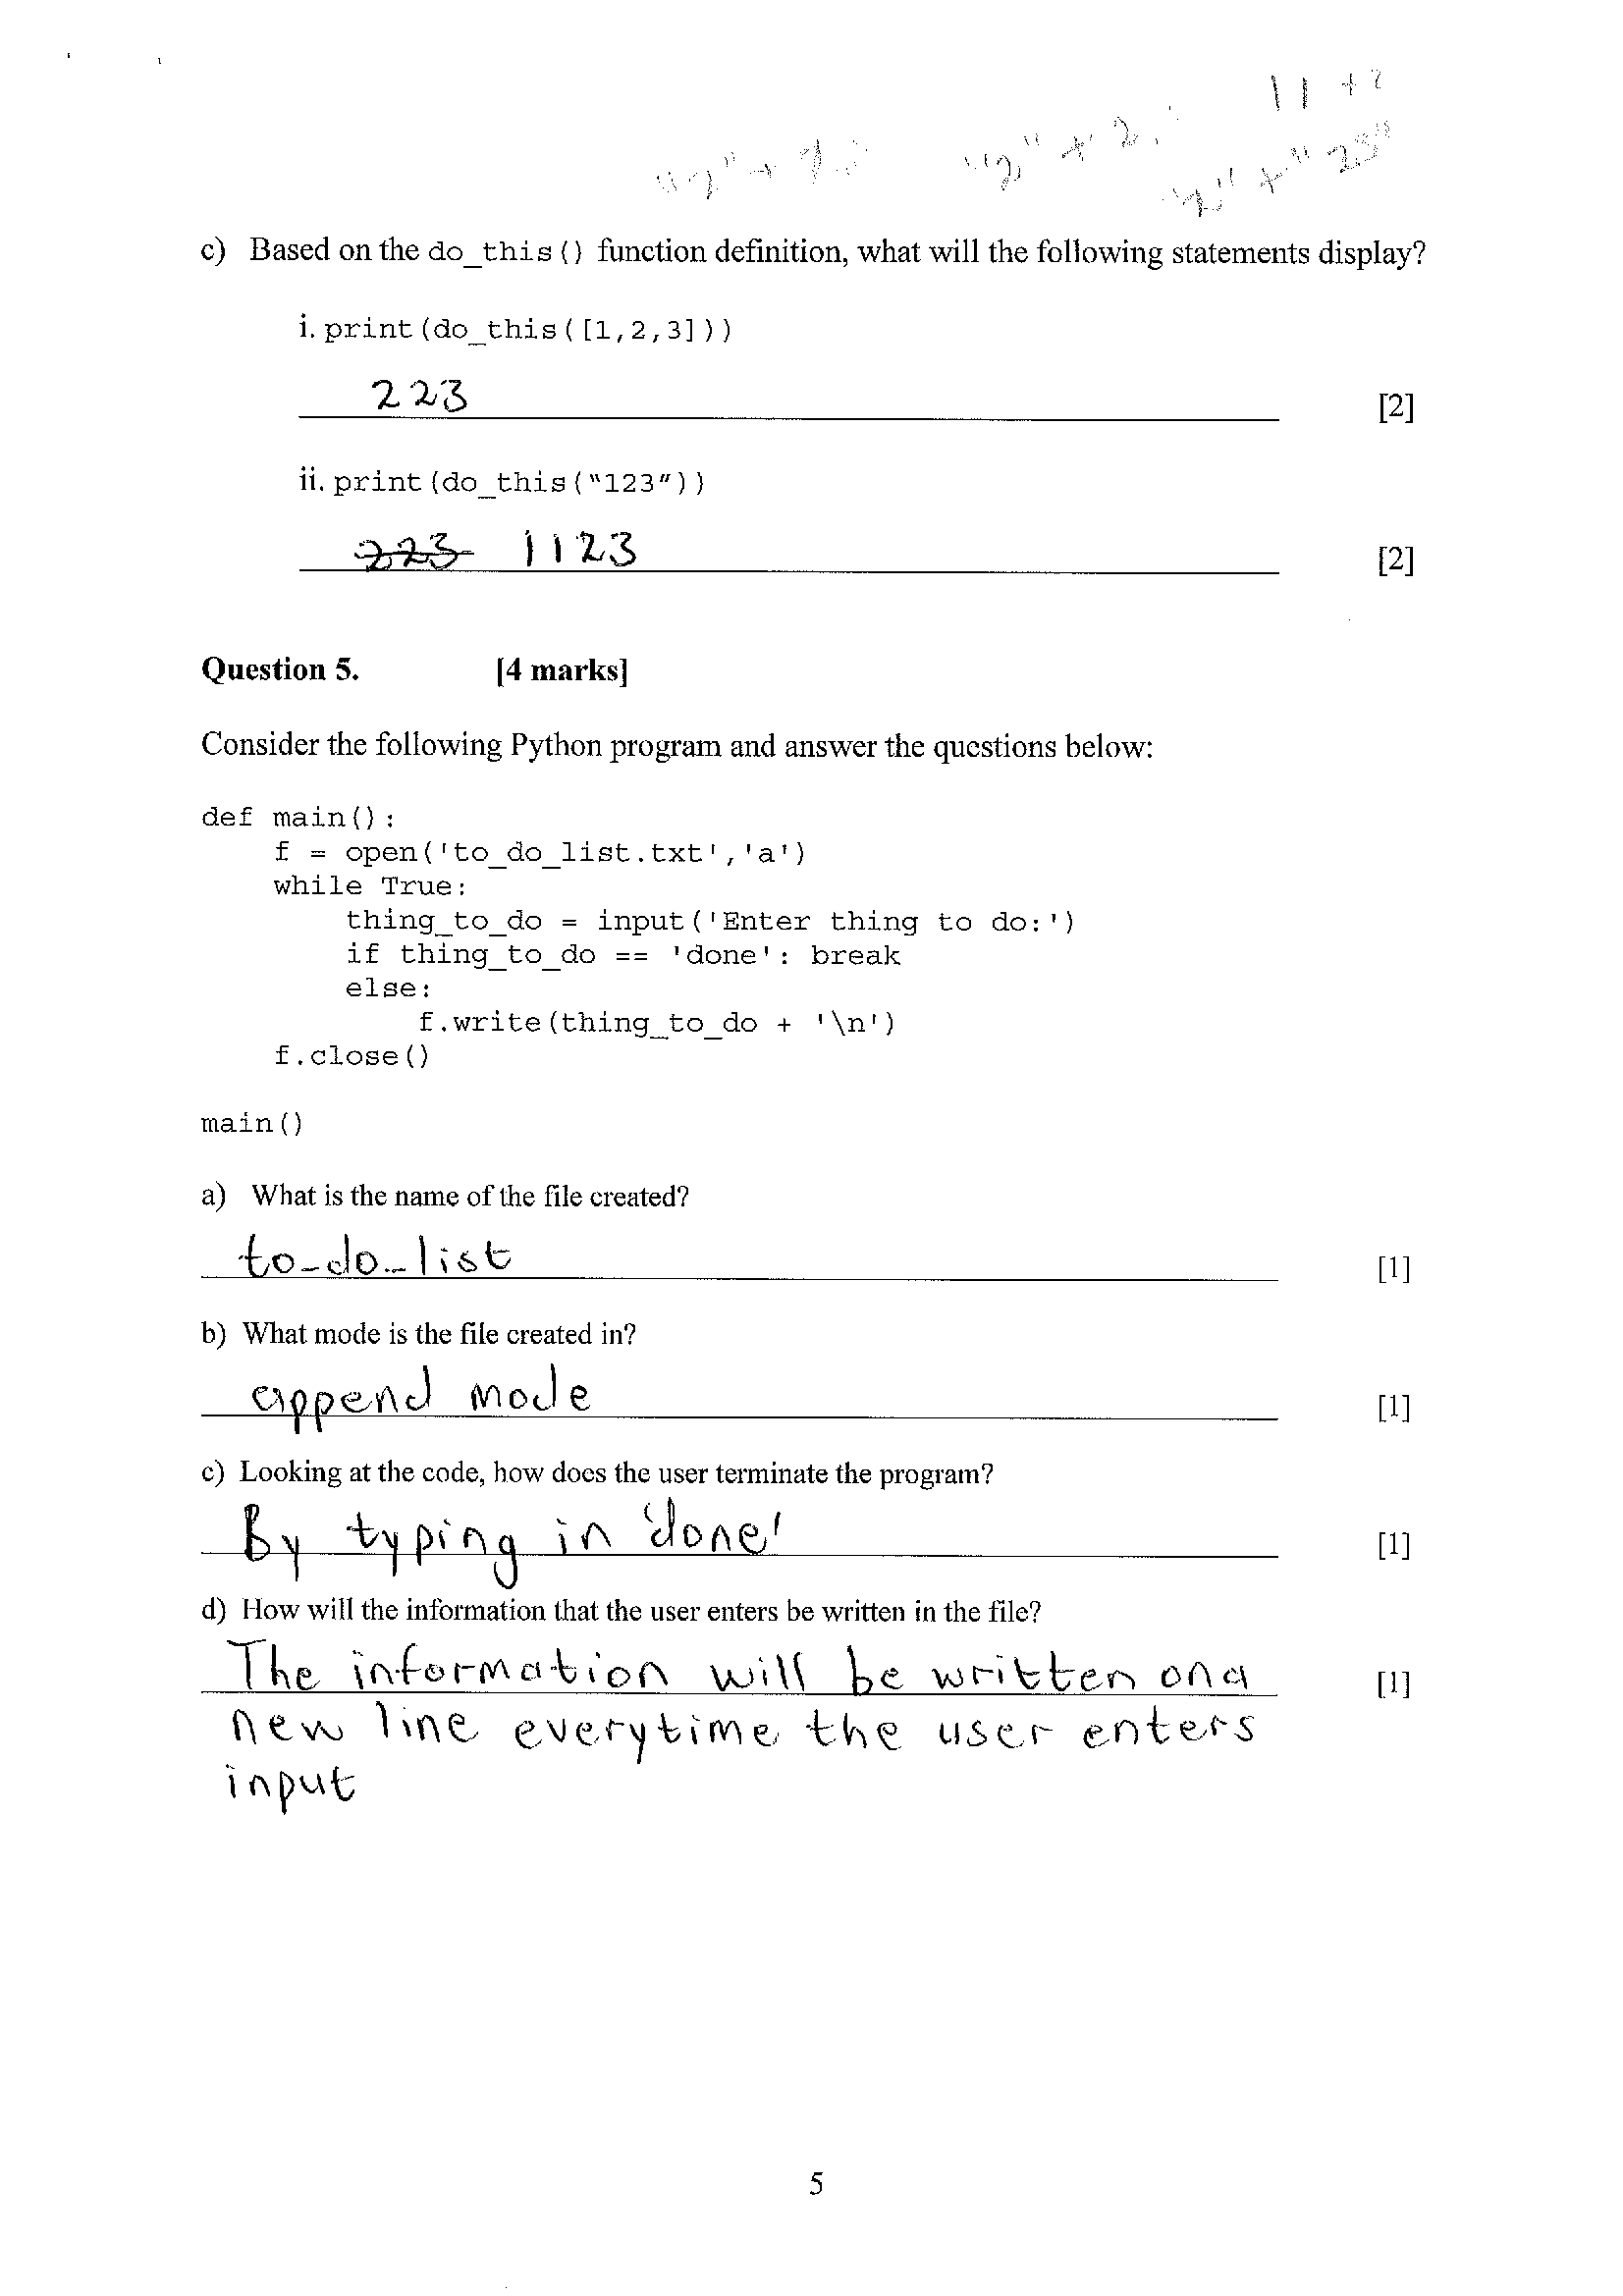 11 +2
"2" + 2,
"2" + "23"
c) Based on the do_this() function definition, what will the following statements display?
i. print(do_this([1,2,3]))
223
[2]
ii. print(do_this("123"))
223 1123
[2]
Question 5. [4 marks]
Consider the following Python program and answer the questions below:
def main():
f = open('to_do_list.txt','a')
while True:
thing_to_do = input('Enter thing to do:')
if thing_to_do == 'done': break
else:
f.write(thing_to_do + '\n')
f.close()
main()
a) What is the name of the file created?
to_do_list
[1]
b) What mode is the file created in?
append mode
[1]
c) Looking at the code, how does the user terminate the program?
By typing in 'done'
[1]
d) How will the information that the user enters be written in the file?
The information will be written on a
[1]
new line everytime the user enters
input
5